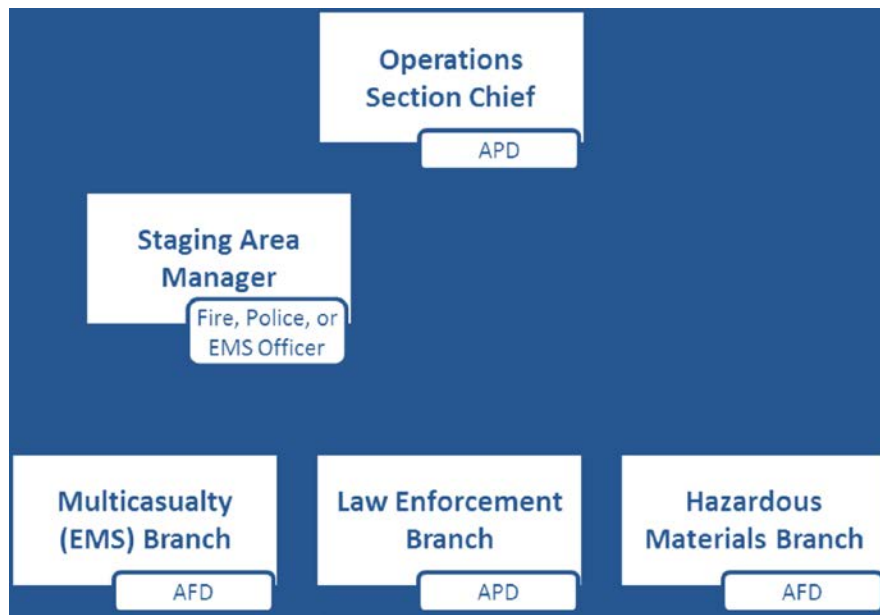 Operations
Section Chief
APD
Staging Area
Manager
Fire, Police, or
EMS Officer
Multicasualty
(EMS) Branch
AFD
Law Enforcement
Branch
APD
Hazardous
Materials Branch
AFD